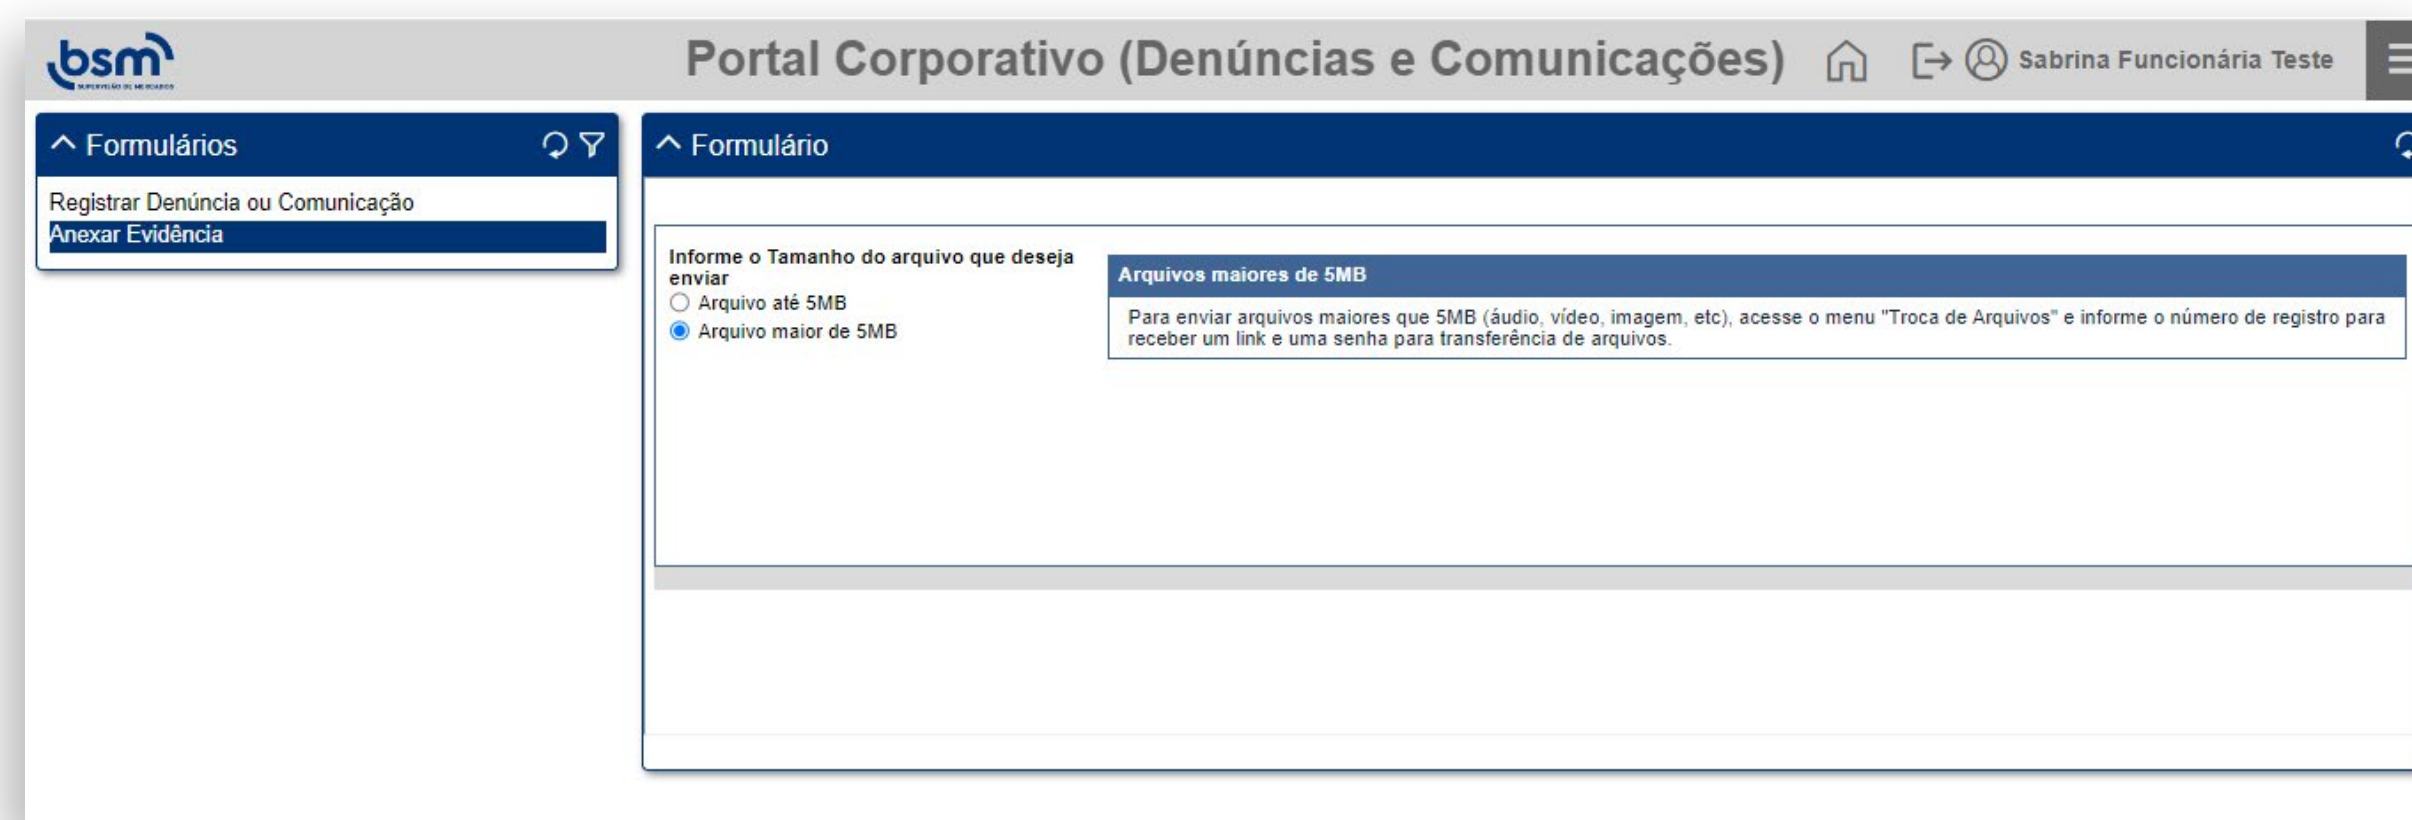 bsm
SUPERVISÃO DE MERCADOS
Portal Corporativo (Denúncias e Comunicações)
Sabrina Funcionária Teste
Formulários
Registrar Denúncia ou Comunicação
Anexar Evidência
Formulário
Informe o Tamanho do arquivo que deseja
enviar
Arquivo até 5MB
Arquivo maior de 5MB
Arquivos maiores de 5MB
Para enviar arquivos maiores que 5MB (áudio, vídeo, imagem, etc), acesse o menu "Troca de Arquivos" e informe o número de registro para
receber um link e uma senha para transferência de arquivos.